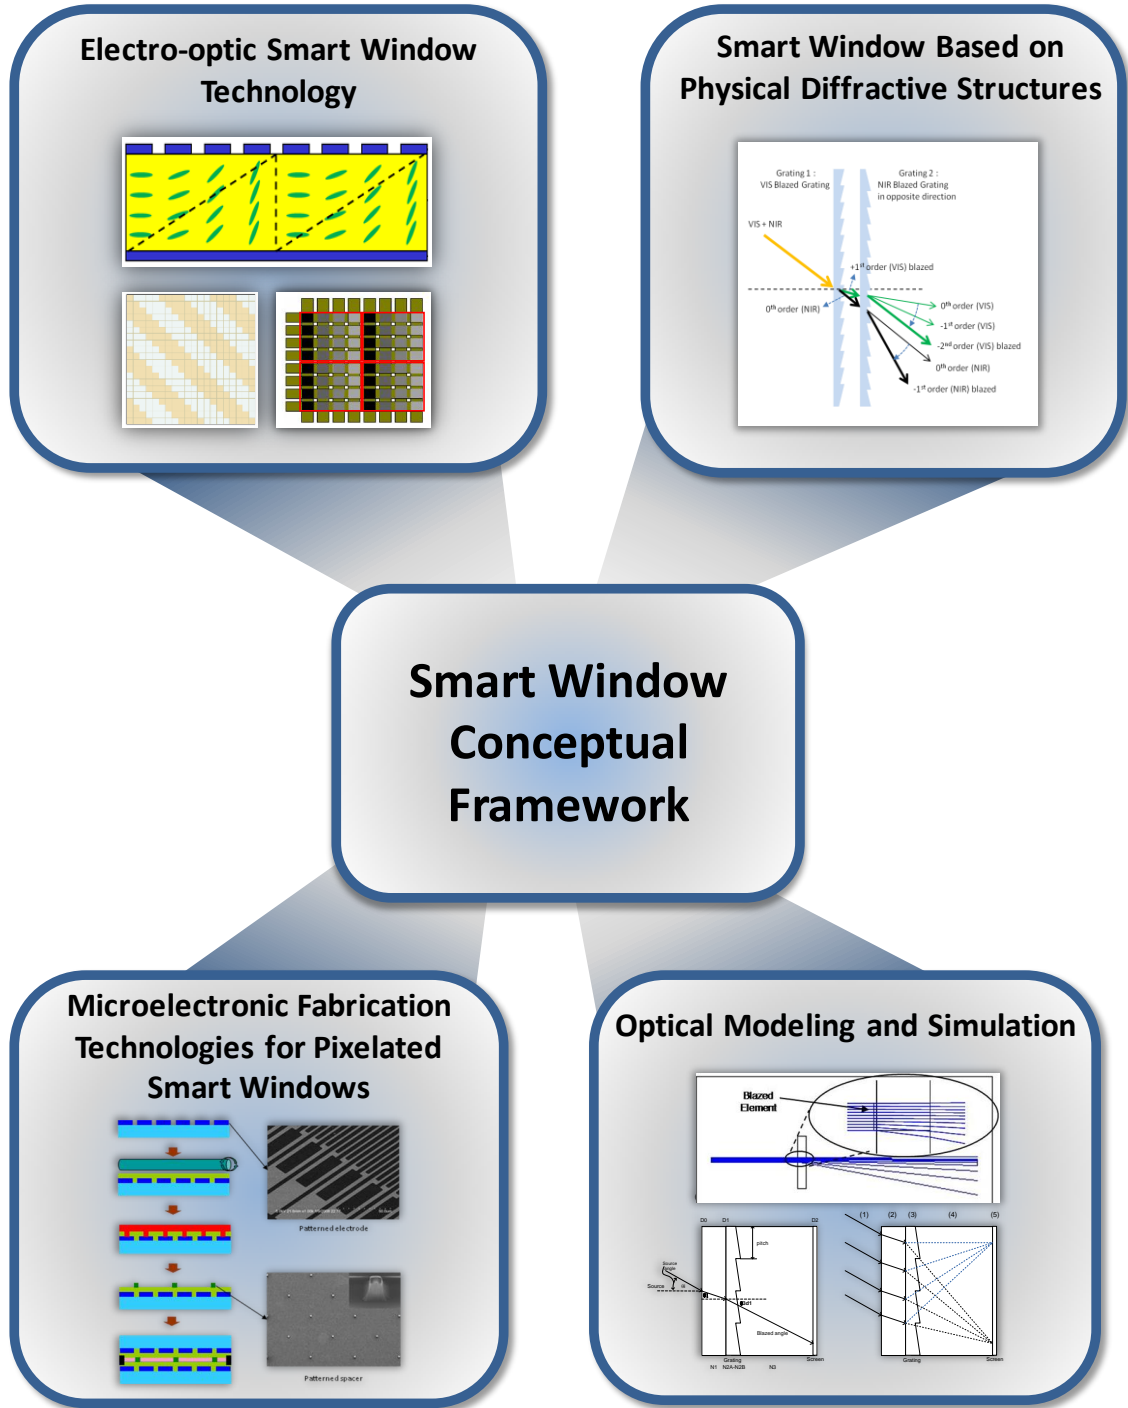 Electro-optic Smart Window
Technology
Smart Window Based on
Physical Diffractive Structures
Grating 1 :
VIS Blazed Grating
Grating 2 :
NIR Blazed Grating
in opposite direction
VIS + NIR
+1st order (VIS) blazed
0th order (NIR)
0th order (VIS)
-1st order (VIS)
-2nd order (VIS) blazed
0th order (NIR)
-1st order (NIR) blazed
Smart Window
Conceptual
Framework
Microelectronic Fabrication
Technologies for Pixelated
Smart Windows
Patterned electrode
Patterned spacer
Optical Modeling and Simulation
Blazed
Element
D0
D1
D2
pitch
Source
angle
Source
Blazed angle
Grating
Screen
N1
N2A-N2B
N3
(1)
(2)
(3)
(4)
(5)
Grating
Screen